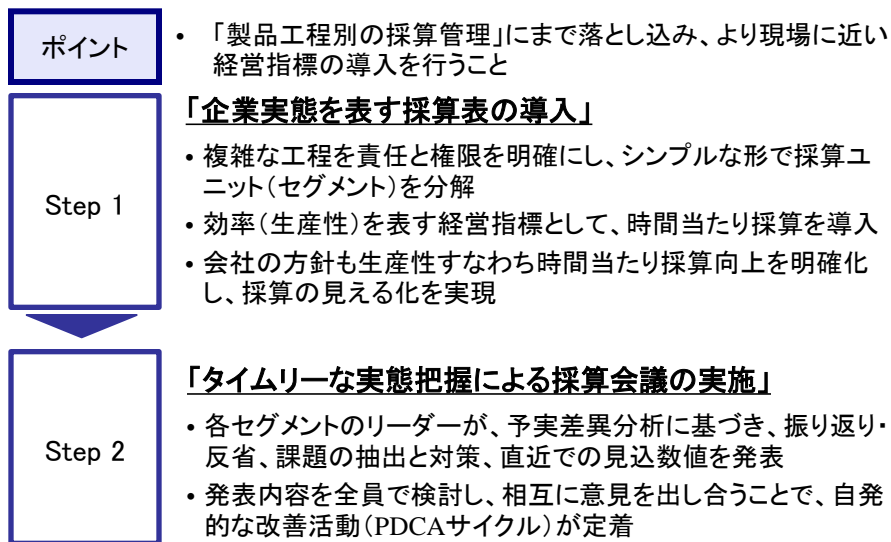 ポイント
• 「製品工程別の採算管理」にまで落とし込み、より現場に近い
経営指標の導入を行うこと
Step 1
「企業実態を表す採算表の導入」
• 複雑な工程を責任と権限を明確にし、シンプルな形で採算ユ
ニット(セグメント)を分解
• 効率(生産性)を表す経営指標として、時間当たり採算を導入
• 会社の方針も生産性すなわち時間当たり採算向上を明確化
し、採算の見える化を実現
Step 2
「タイムリーな実態把握による採算会議の実施」
• 各セグメントのリーダーが、予実差異分析に基づき、振り返り・
反省、課題の抽出と対策、直近での見込数値を発表
• 発表内容を全員で検討し、相互に意見を出し合うことで、自発
的な改善活動(PDCAサイクル)が定着